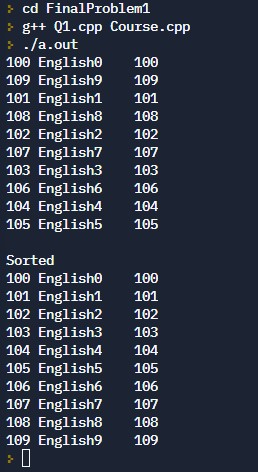 > cd FinalProblem1
> g++ Q1.cpp Course.cpp
> ./a.out
100 English0    100
109 English9    109
101 English1    101
108 English8    108
102 English2    102
107 English7    107
103 English3    103
106 English6    106
104 English4    104
105 English5    105

Sorted
100 English0    100
101 English1    101
102 English2    102
103 English3    103
104 English4    104
105 English5    105
106 English6    106
107 English7    107
108 English8    108
109 English9    109
>